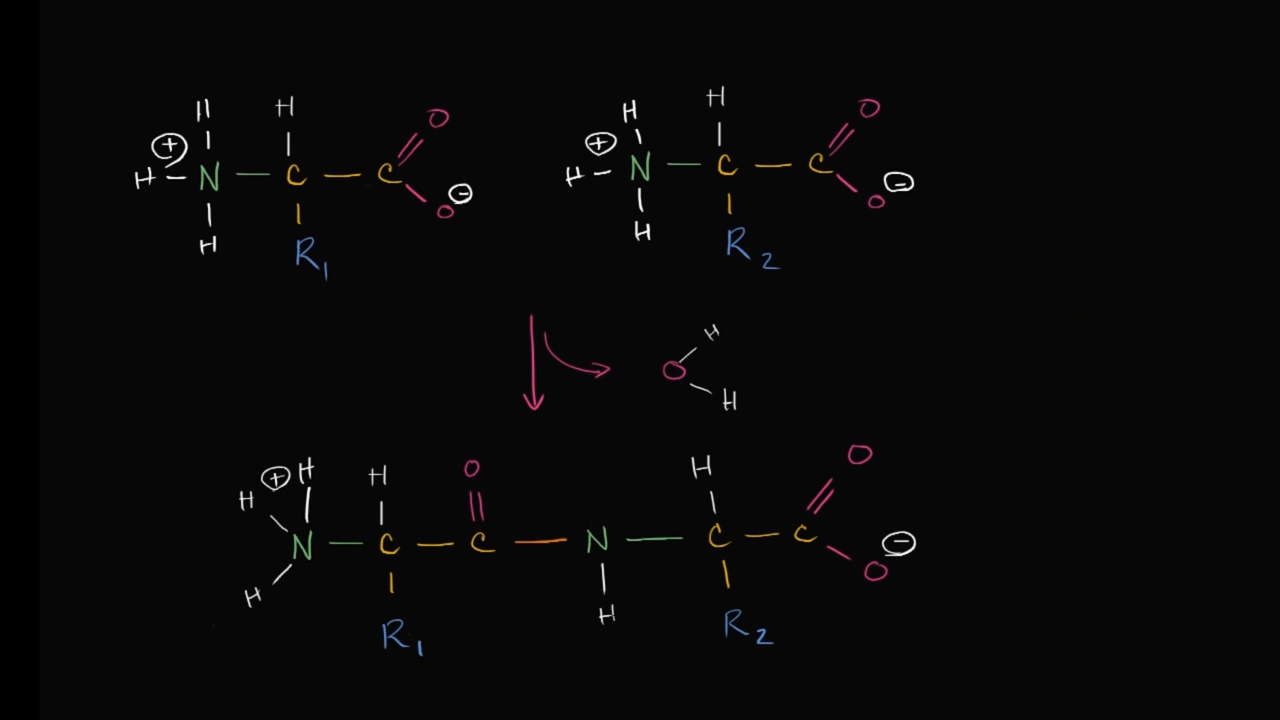 H H H H
⊕ O ⊕ O
H N C C ⊖ H N C C ⊖
O O
H R1 H R2
H
O
H
⊕ H H O H O
H
N C C N C C ⊖
O
H H
R1 R2